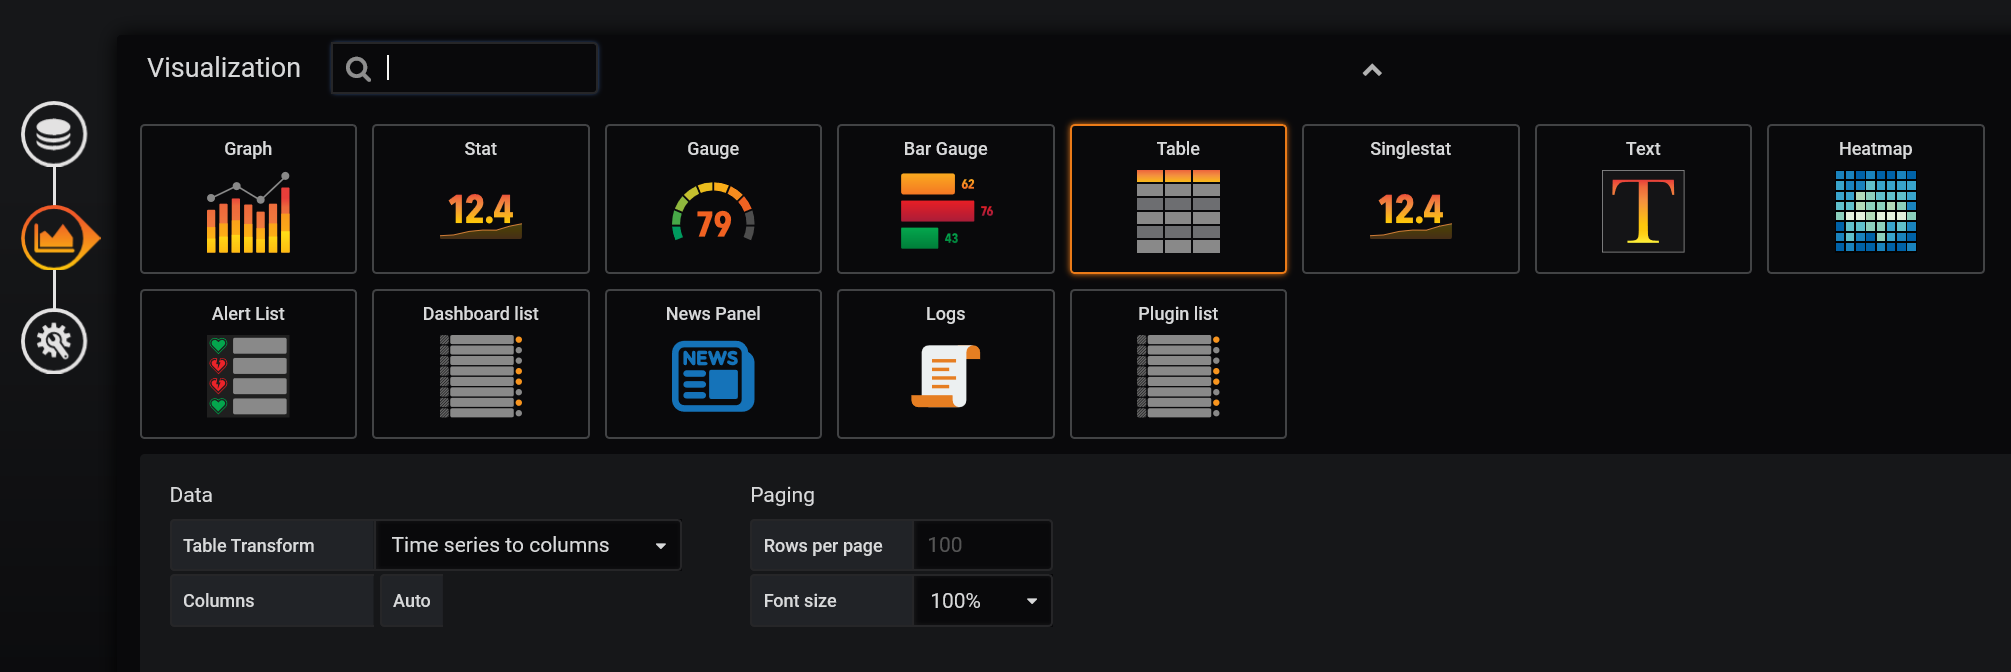 Visualization
Graph Stat Gauge Bar Gauge Table Singlestat Text Heatmap
12.4 79 62 76 43 12.4 T
Alert List Dashboard list News Panel Logs Plugin list
NEWS
Data Paging
Table Transform Time series to columns Rows per page 100
Columns Auto Font size 100%